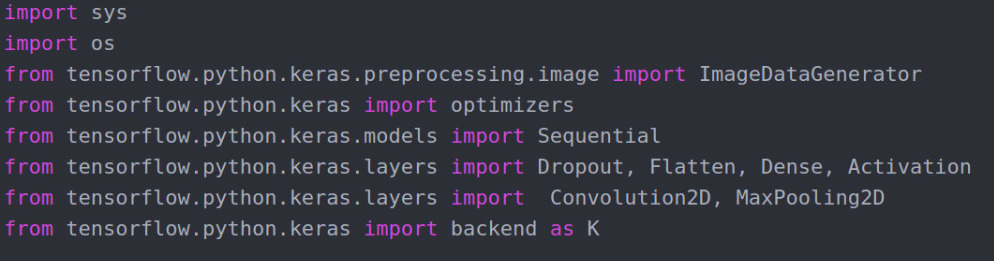 import sys
import os
from tensorflow.python.keras.preprocessing.image import ImageDataGenerator
from tensorflow.python.keras import optimizers
from tensorflow.python.keras.models import Sequential
from tensorflow.python.keras.layers import Dropout, Flatten, Dense, Activation
from tensorflow.python.keras.layers import  Convolution2D, MaxPooling2D
from tensorflow.python.keras import backend as K